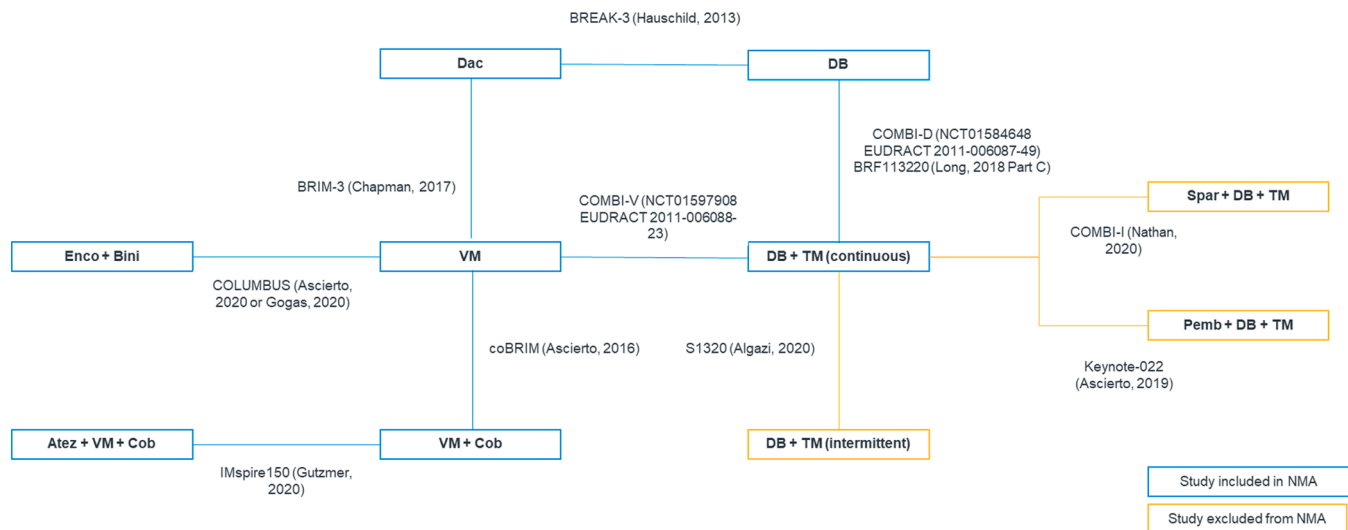 BREAK-3 (Hauschild, 2013)
Dac
DB
COMBI-D (NCT01584648
EUDRACT 2011-006087-49)
BRF113220 (Long, 2018 Part C)
BRIM-3 (Chapman, 2017)
COMBI-V (NCT01597908
EUDRACT 2011-006088-
23)
Spar + DB + TM
COMBI-I (Nathan,
2020)
Enco + Bini
VM
DB + TM (continuous)
COLUMBUS (Ascierto,
2020 or Gogas, 2020)
Pemb + DB + TM
coBRIM (Ascierto, 2016)
S1320 (Algazi, 2020)
Keynote-022
(Ascierto, 2019)
Atez + VM + Cob
VM + Cob
DB + TM (intermittent)
IMspire150 (Gutzmer,
2020)
Study included in NMA
Study excluded from NMA